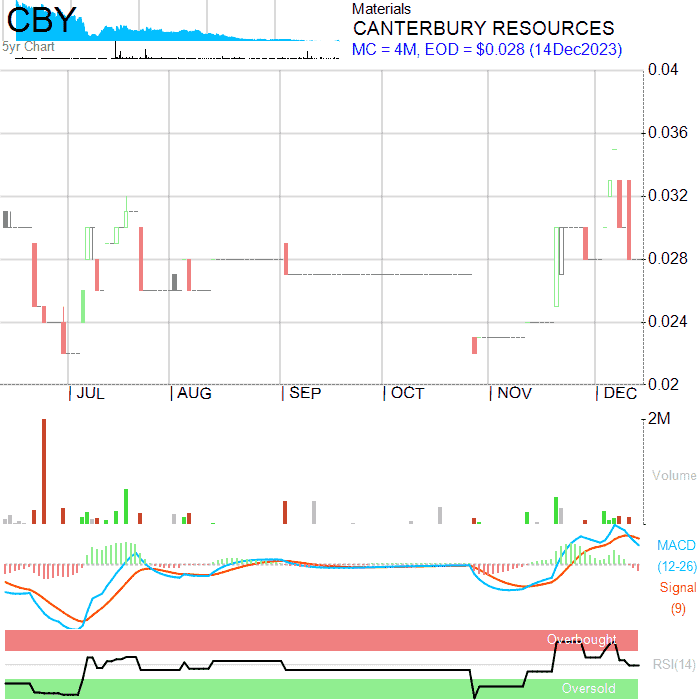 CBY
5yr Chart
Materials
CANTERBURY RESOURCES
MC = 4M, EOD = $0.028 (14Dec2023)
0.04
0.036
0.032
0.028
0.024
0.02
JUL AUG SEP OCT NOV DEC
2M
Volume
MACD
(12-26)
Signal
(9)
Overbought
RSI(14)
Oversold